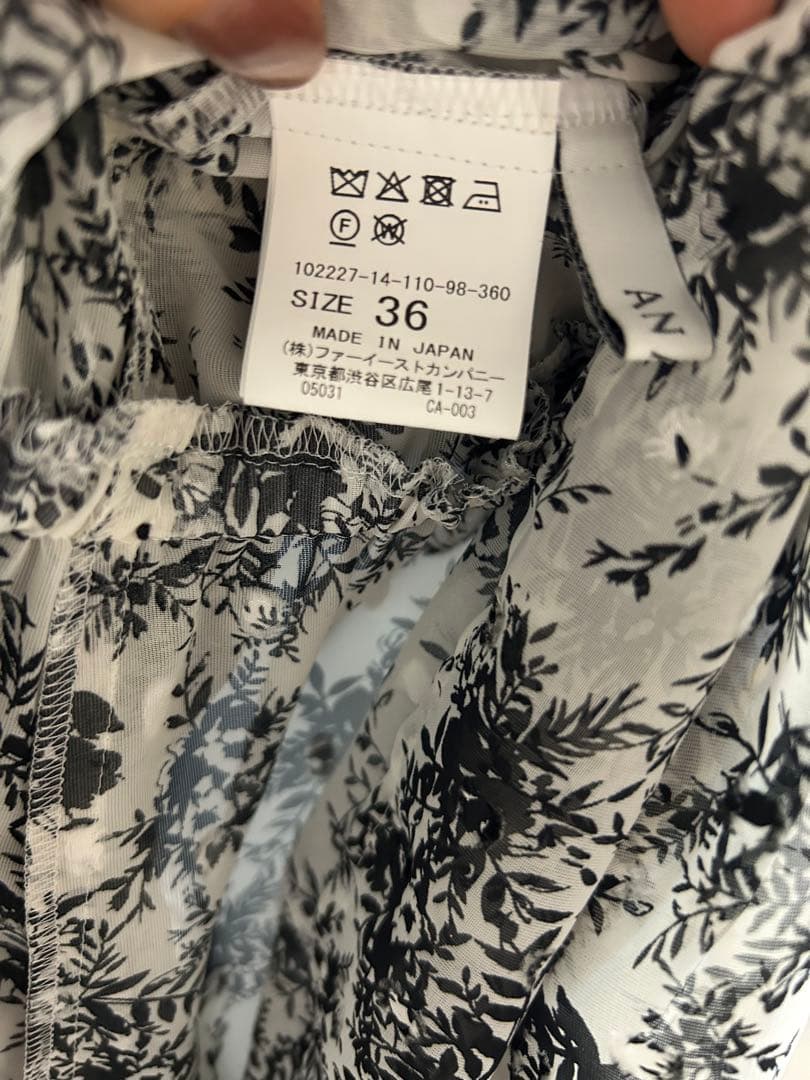 102227-14-110-98-360
SIZE 36
MADE IN JAPAN
(株)ファーイーストカンパニー
東京都渋谷区広尾1-13-7
05031 CA-003
AN